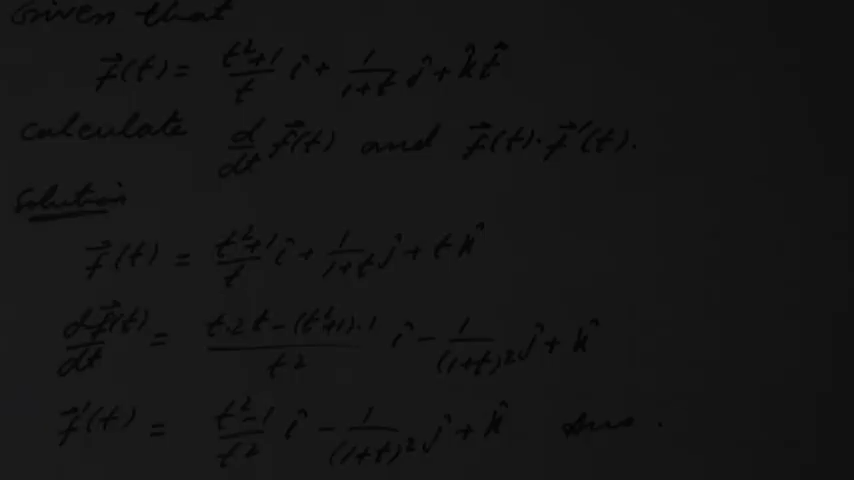 Given that
f⃗(t) = (t²+1)/t î + 1/(1+t) ĵ + k̂t
calculate d/dt f⃗(t) and f⃗(t)·f⃗'(t).
Solution
f⃗(t) = (t²+1)/t î + 1/(1+t) ĵ + t k̂
df⃗(t)/dt = (t·2t-(t²+1)·1)/t² î - 1/(1+t)² ĵ + k̂
f⃗'(t) = (t²-1)/t² î - 1/(1+t)² ĵ + k̂ Ans.